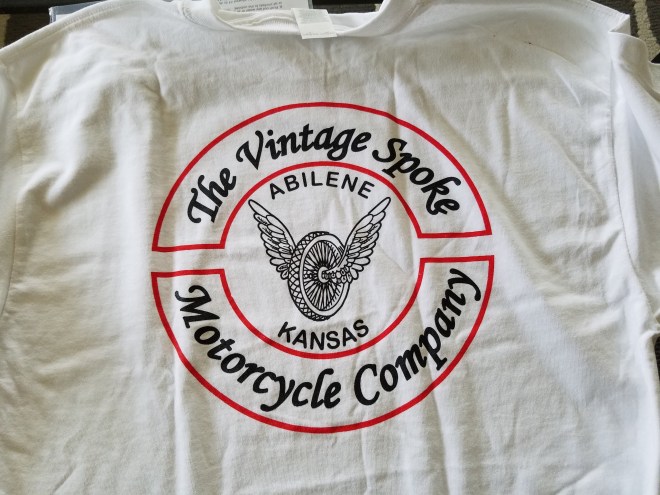 The Vintage Spoke
ABILENE
KANSAS
Motorcycle Company